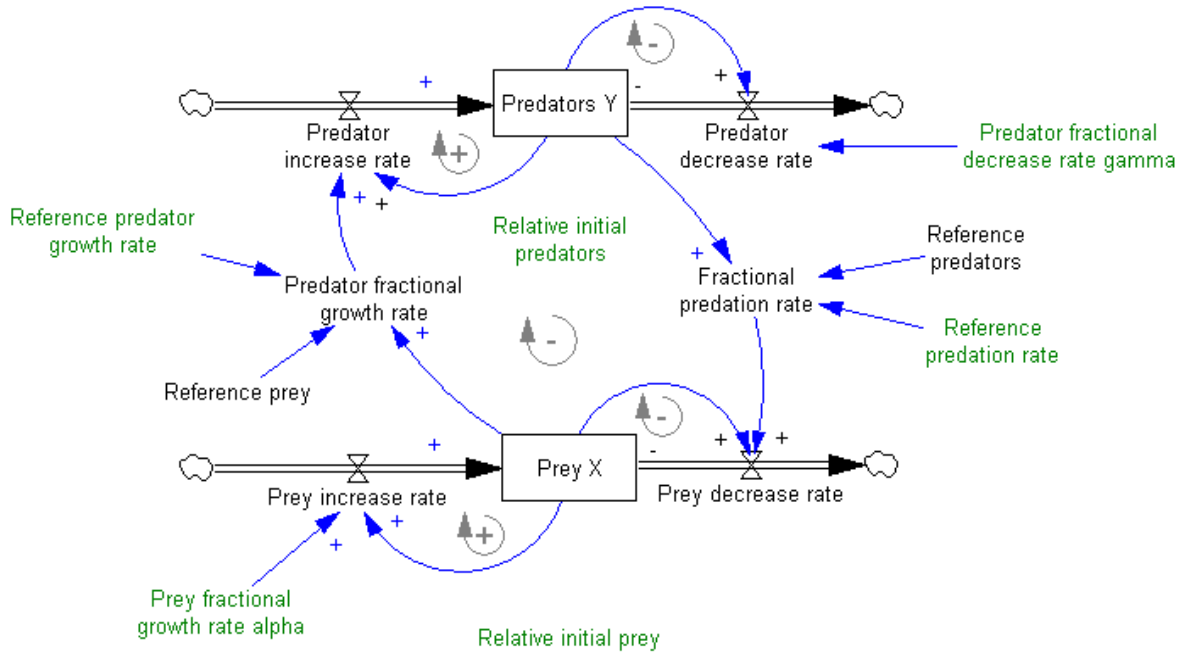 -
+
-
+
Predators Y
Predator
increase rate
+
Predator
decrease rate
Predator fractional
decrease rate gamma
+
+
Reference predator
growth rate
Relative initial
predators
+
Reference
predators
Predator fractional
growth rate
Fractional
predation rate
+
-
Reference
predation rate
Reference prey
-
+
-
+
+
Prey X
Prey increase rate
Prey decrease rate
+
+
+
Prey fractional
growth rate alpha
Relative initial prey